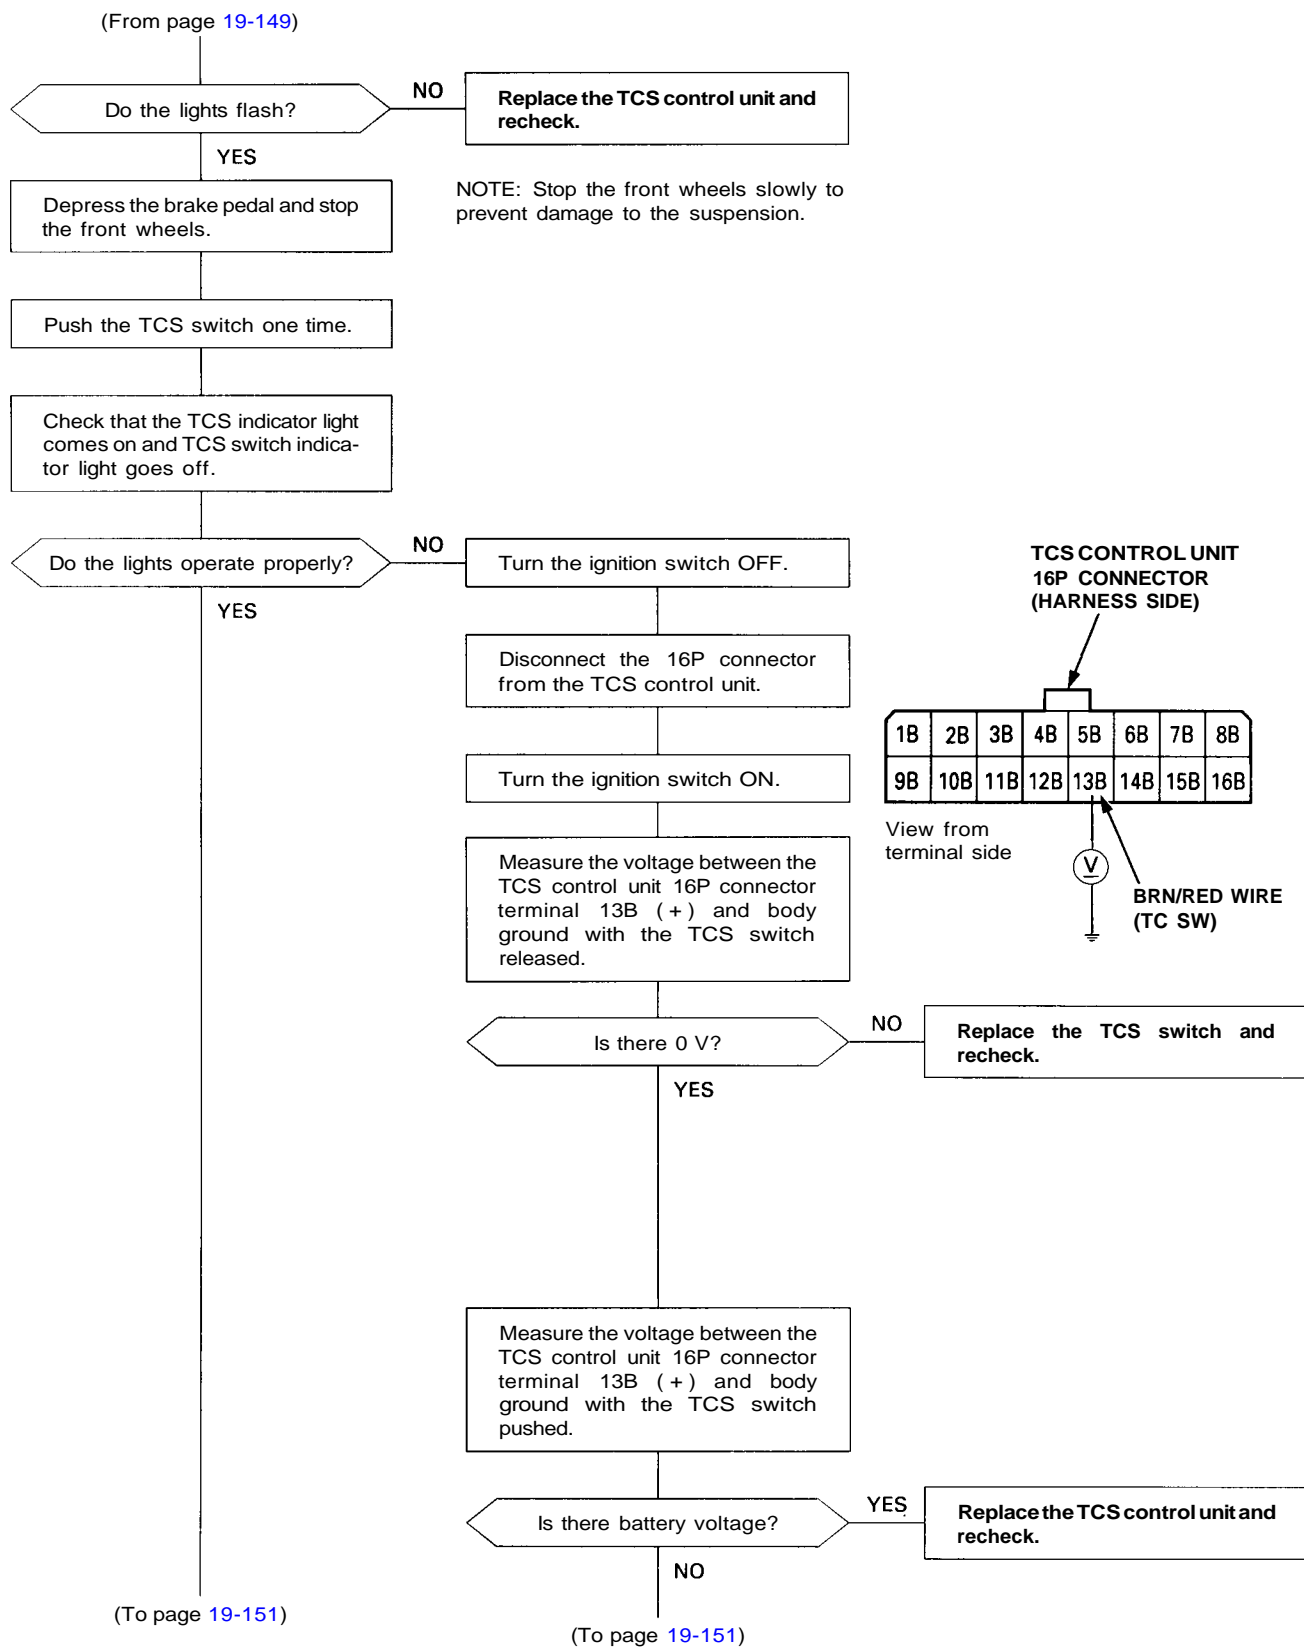 (From page 19-149)
Do the lights flash?
NO
Replace the TCS control unit and
recheck.
YES
Depress the brake pedal and stop
the front wheels.
NOTE: Stop the front wheels slowly to
prevent damage to the suspension.
Push the TCS switch one time.
Check that the TCS indicator light
comes on and TCS switch indica-
tor light goes off.
Do the lights operate properly?
NO
YES
Turn the ignition switch OFF.
Disconnect the 16P connector
from the TCS control unit.
Turn the ignition switch ON.
Measure the voltage between the
TCS control unit 16P connector
terminal 13B (+) and body
ground with the TCS switch
released.
TCS CONTROL UNIT
16P CONNECTOR
(HARNESS SIDE)
1B 2B 3B 4B 5B 6B 7B 8B
9B 10B 11B 12B 13B 14B 15B 16B
View from
terminal side
V
BRN/RED WIRE
(TC SW)
Is there 0 V?
NO
Replace the TCS switch and
recheck.
YES
Measure the voltage between the
TCS control unit 16P connector
terminal 13B (+) and body
ground with the TCS switch
pushed.
Is there battery voltage?
YES
Replace the TCS control unit and
recheck.
NO
(To page 19-151)
(To page 19-151)